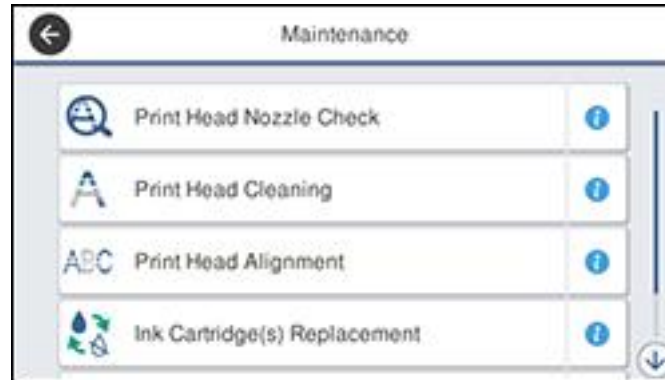 Maintenance
Print Head Nozzle Check
Print Head Cleaning
ABC Print Head Alignment
Ink Cartridge(s) Replacement